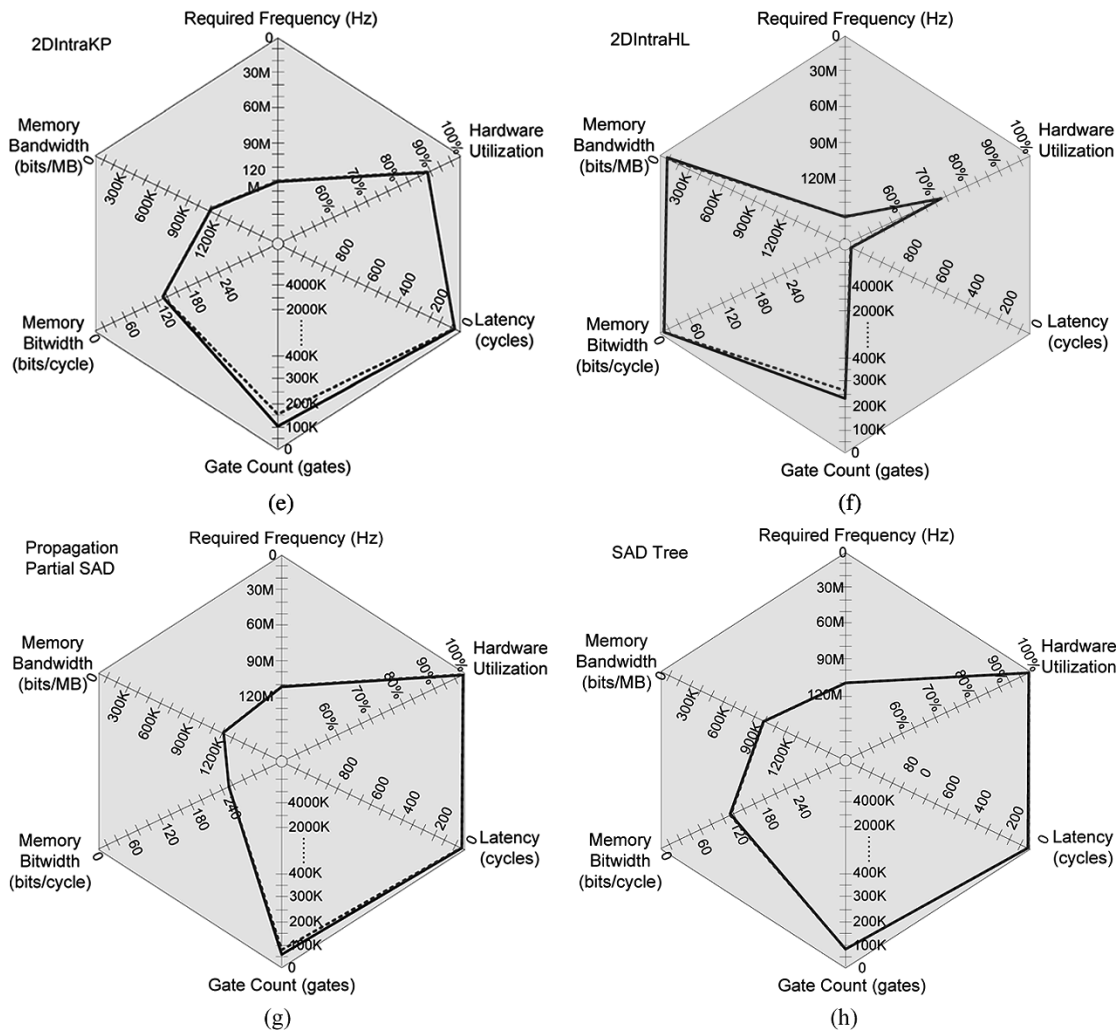 Required Frequency (Hz)
2DIntraKP
0
30M
60M
90M
120
M
Memory
Bandwidth
(bits/MB)
0
300K
600K
900K
1200K
Hardware
Utilization
100%
90%
80%
70%
60%
Memory
Bitwidth
(bits/cycle)
0
60
120
180
240
Latency
(cycles)
0
200
400
600
800
4000K
2000K
400K
300K
200K
100K
0
Gate Count (gates)
(e)
Required Frequency (Hz)
2DIntraHL
0
30M
60M
90M
120M
Memory
Bandwidth
(bits/MB)
0
300K
600K
900K
1200K
Hardware
Utilization
100%
90%
80%
70%
60%
Memory
Bitwidth
(bits/cycle)
0
60
120
180
240
Latency
(cycles)
0
200
400
600
800
4000K
2000K
400K
300K
200K
100K
0
Gate Count (gates)
(f)
Required Frequency (Hz)
Propagation
Partial SAD
0
30M
60M
90M
120M
Memory
Bandwidth
(bits/MB)
0
300K
600K
900K
1200K
Hardware
Utilization
100%
90%
80%
70%
60%
Memory
Bitwidth
(bits/cycle)
0
60
120
180
240
Latency
(cycles)
0
200
400
600
800
4000K
2000K
400K
300K
200K
100K
0
Gate Count (gates)
(g)
Required Frequency (Hz)
SAD Tree
0
30M
60M
90M
120M
Memory
Bandwidth
(bits/MB)
0
300K
600K
900K
1200K
Hardware
Utilization
100%
90%
80%
70%
60%
Memory
Bitwidth
(bits/cycle)
0
60
120
180
240
Latency
(cycles)
0
200
400
600
80
0
4000K
2000K
400K
300K
200K
100K
0
Gate Count (gates)
(h)